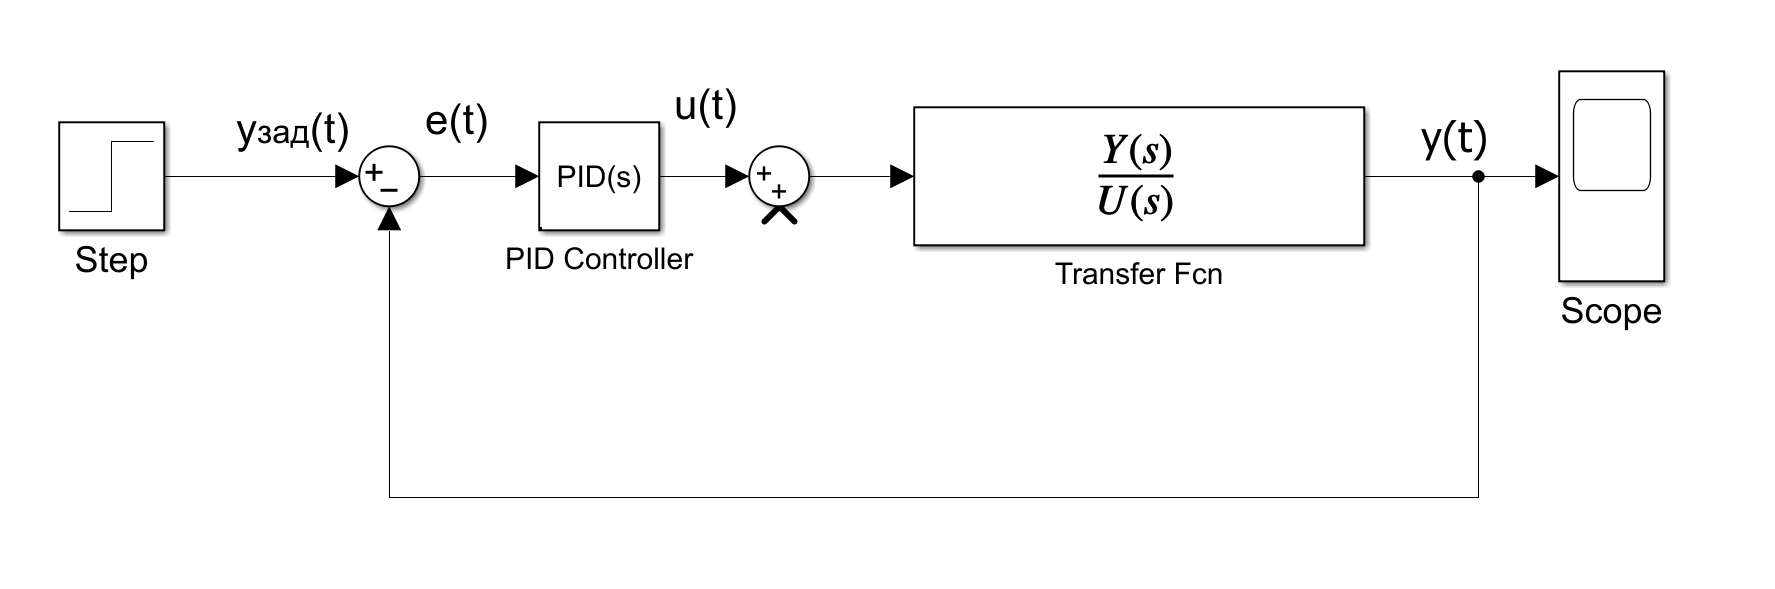 yзад(t)
e(t)
u(t)
y(t)
+
−
PID(s)
+
+
Y(s)
U(s)
Step
PID Controller
Transfer Fcn
Scope